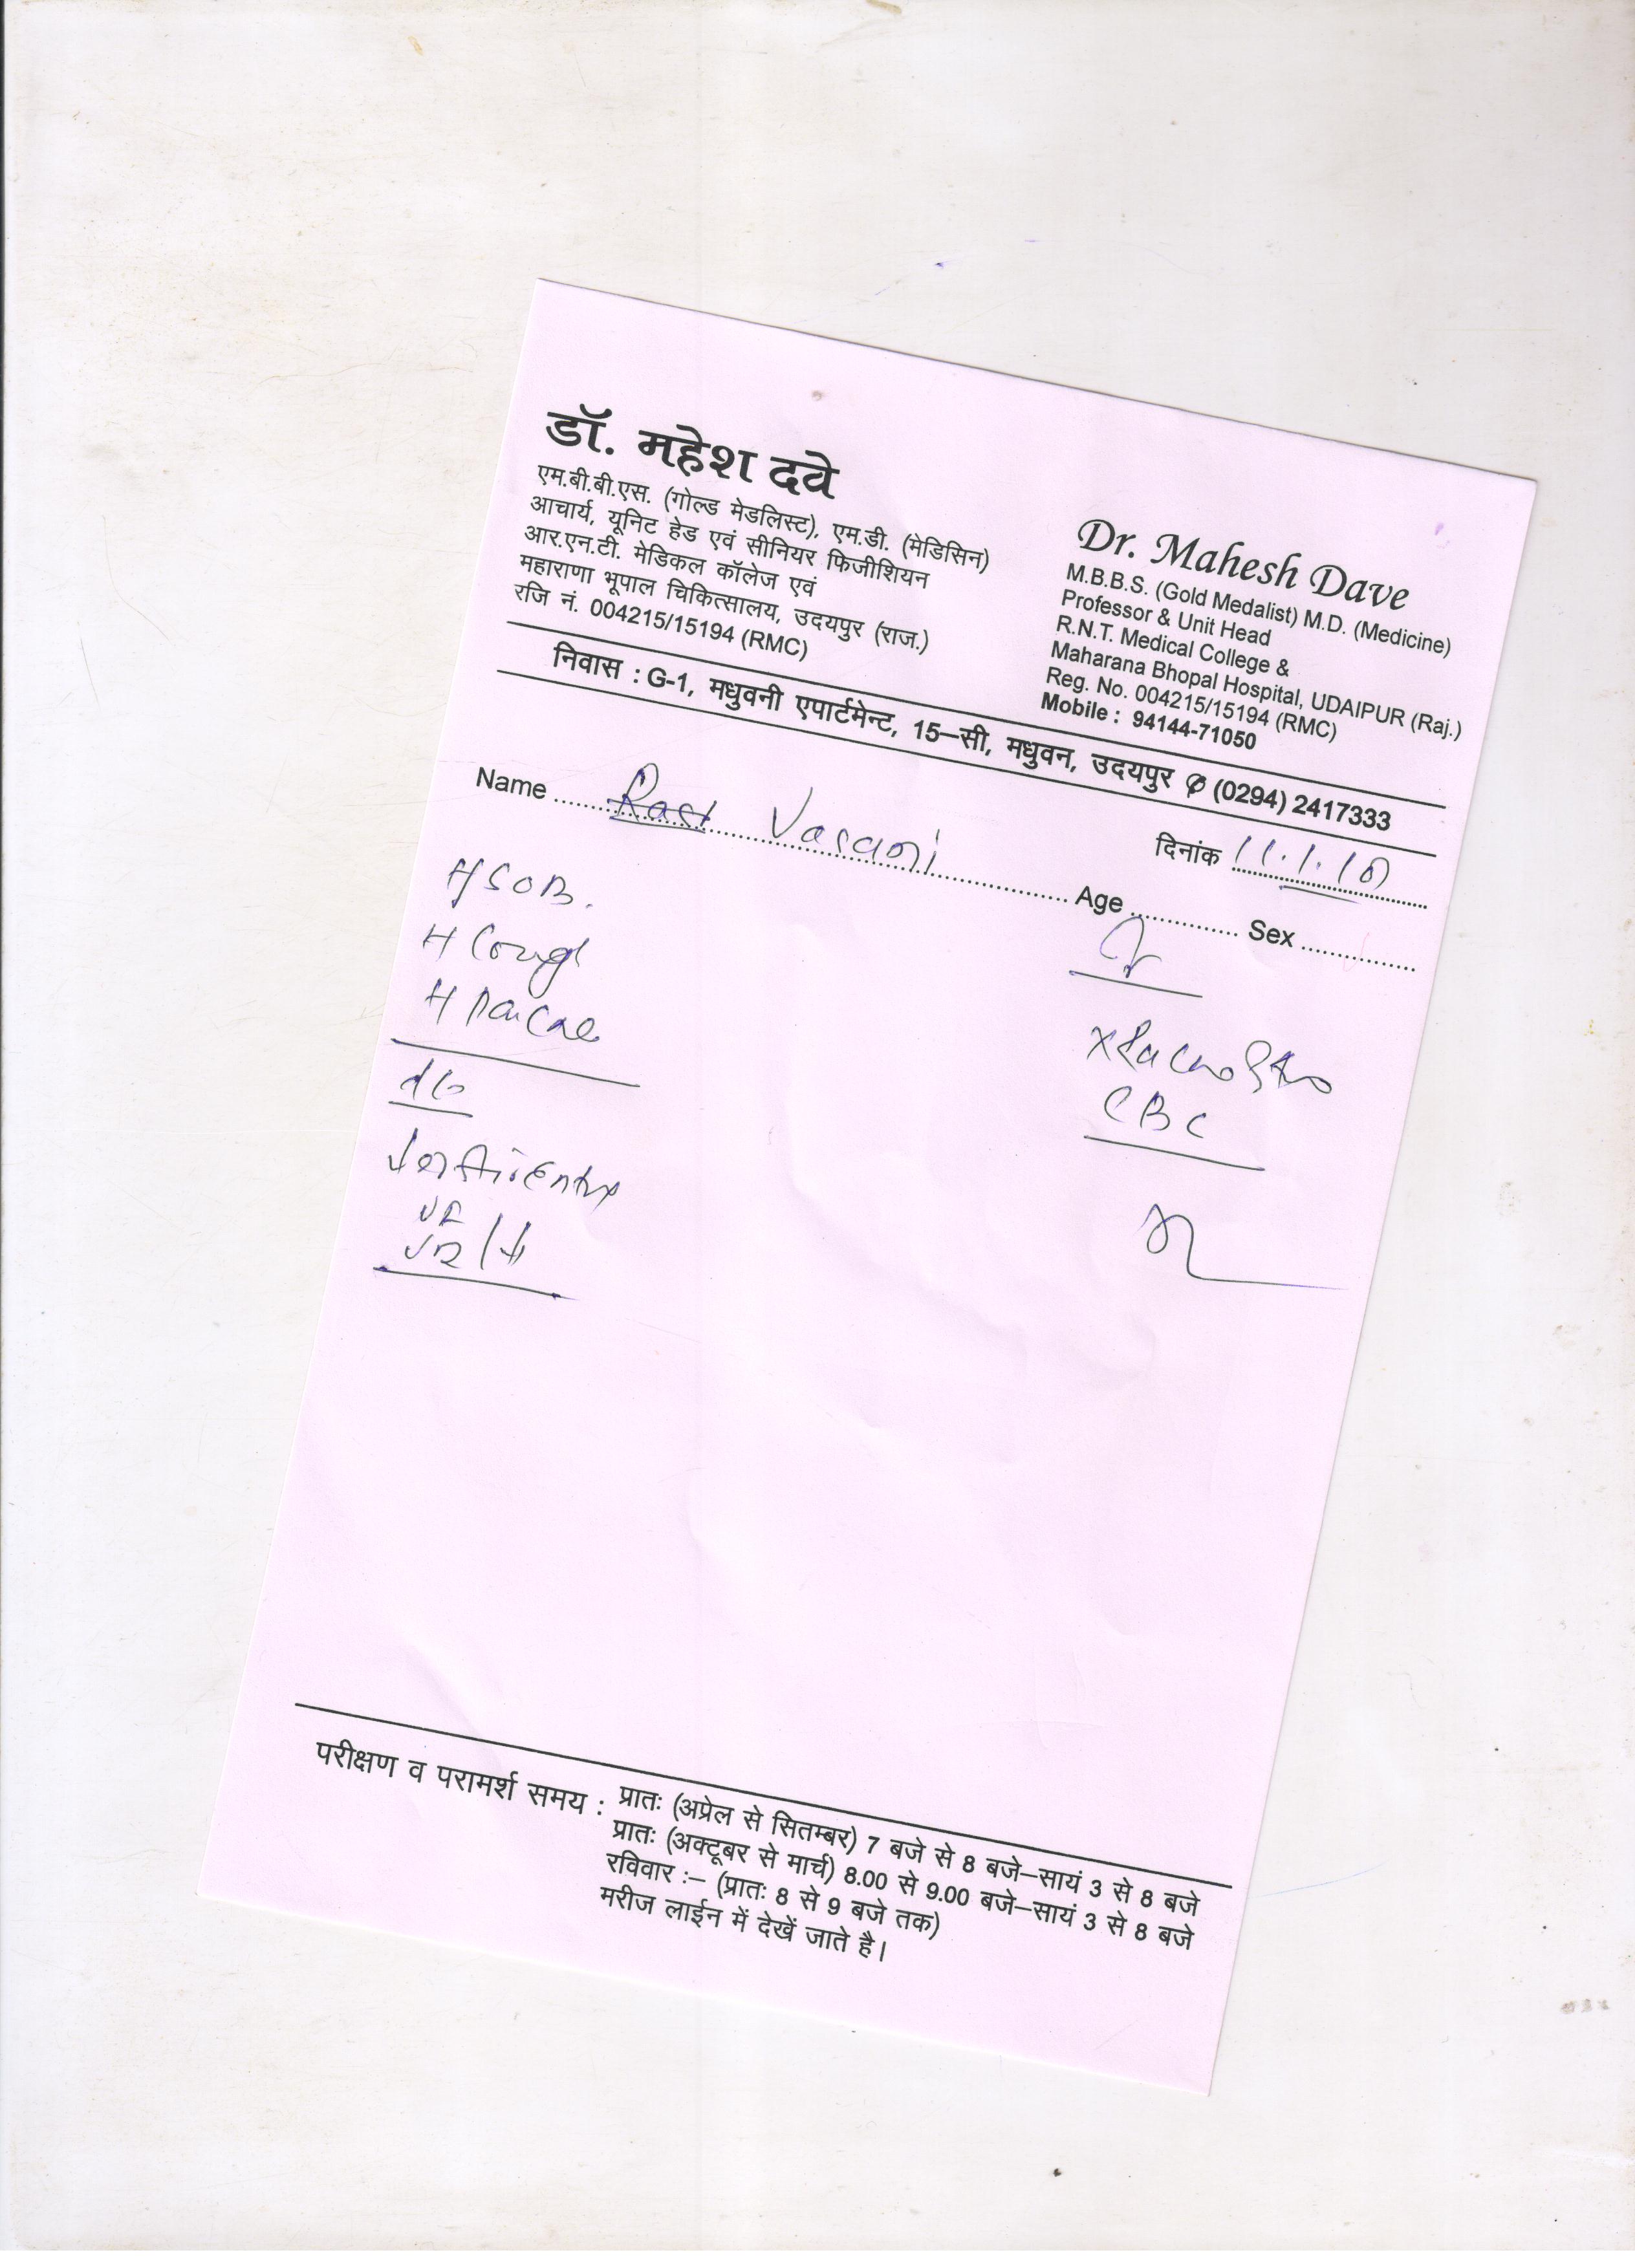 डॉ. महेश दवे
एम.बी.बी.एस. (गोल्ड मेडलिस्ट), एम.डी. (मेडिसिन)
आचार्य, यूनिट हेड एवं सीनियर फिजीशियन
आर.एन.टी. मेडिकल कॉलेज एवं
महाराणा भूपाल चिकित्सालय, उदयपुर (राज.)
रजि नं. 004215/15194 (RMC)
Dr. Mahesh Dave
M.B.B.S. (Gold Medalist) M.D. (Medicine)
Professor & Unit Head
R.N.T. Medical College &
Maharana Bhopal Hospital, UDAIPUR (Raj.)
Reg. No. 004215/15194 (RMC)
Mobile : 94144-71050
निवास : G-1, मधुवनी एपार्टमेन्ट, 15–सी, मधुवन, उदयपुर ✆ (0294) 2417333
दिनांक
Name Age Sex
SOB.
Cough
Air Entry
CBC
परीक्षण व परामर्श समय : प्रातः (अप्रेल से सितम्बर) 7 बजे से 8 बजे–सायं 3 से 8 बजे
प्रातः (अक्टूबर से मार्च) 8.00 से 9.00 बजे–सायं 3 से 8 बजे
रविवार :– (प्रातः 8 से 9 बजे तक)
मरीज लाईन में देखें जाते है।